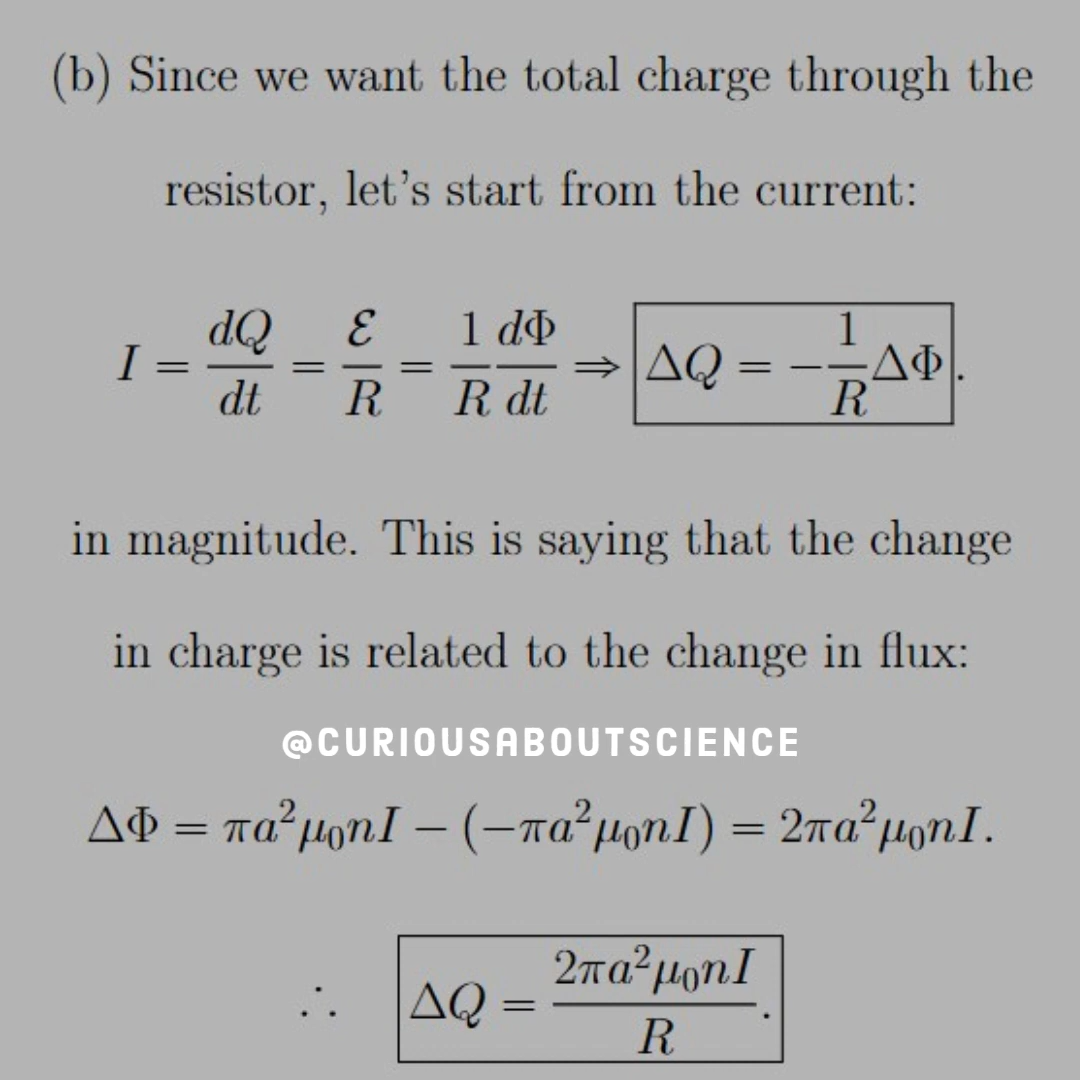 (b) Since we want the total charge through the
resistor, let's start from the current:
I = dQ/dt = ℰ/R = 1/R dΦ/dt ⇒ ΔQ = −1/R ΔΦ.
in magnitude. This is saying that the change
in charge is related to the change in flux:
@CURIOUSABOUTSCIENCE
ΔΦ = πa²μ₀nI − (−πa²μ₀nI) = 2πa²μ₀nI.
∴ ΔQ = 2πa²μ₀nI/R.